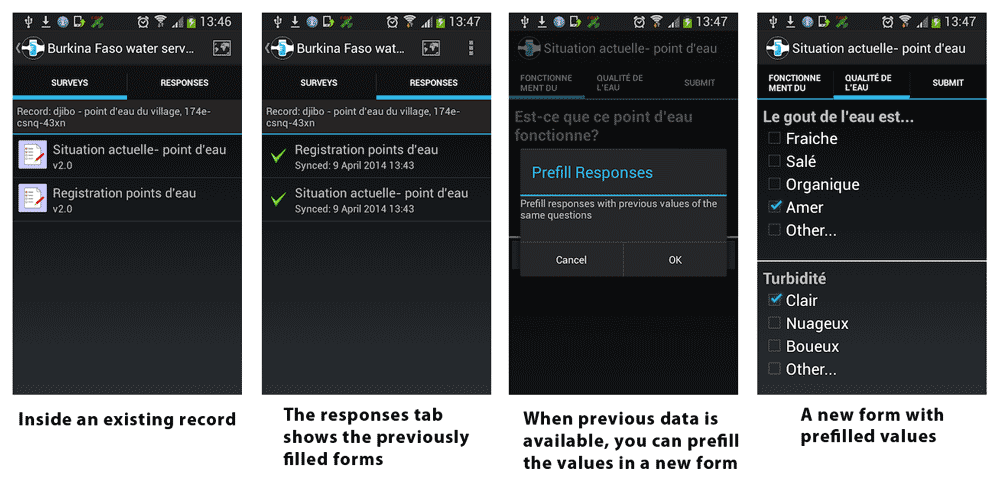 13:46
Burkina Faso water serv...
SURVEYS
RESPONSES
Record: djibo - point d'eau du village, 174e-
csnq-43xn
Situation actuelle- point d'eau
v2.0
Registration points d'eau
v2.0
Inside an existing record
13:47
Burkina Faso wat...
SURVEYS
RESPONSES
Record: djibo - point d'eau du village, 174e-
csnq-43xn
Registration points d'eau
Synced: 9 April 2014 13:43
Situation actuelle- point d'eau
Synced: 9 April 2014 13:43
The responses tab
shows the previously
filled forms
13:47
Situation actuelle- point d'eau
FONCTIONNE
MENT DU
QUALITÉ DE
L'EAU
SUBMIT
Est-ce que ce point d'eau
fonctionne?
Prefill Responses
Prefill responses with previous values of the
same questions
Cancel
OK
When previous data is
available, you can prefill
the values in a new form
13:47
Situation actuelle- point d'eau
FONCTIONNE
MENT DU
QUALITÉ DE
L'EAU
SUBMIT
Le gout de l'eau est...
Fraiche
Salé
Organique
Amer
Other...
Turbidité
Clair
Nuageux
Boueux
Other...
A new form with
prefilled values